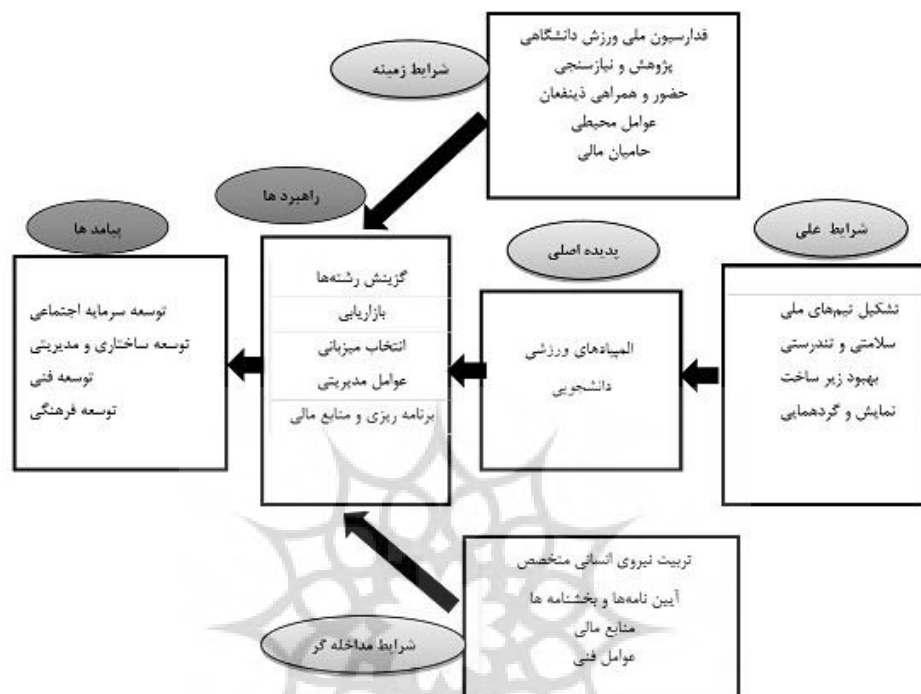 قدارسیون ملی ورزش دانشگاهی
پژوهش و نیازسنجی
حضور و همراهی ذینفعان
عوامل محیطی
حامیان مالی
شرایط زمینه
راهبرد ها
پیامد ها
شرایط علی
پدیده اصلی
تشکیل تیم‌های ملی
سلامتی و تندرستی
بهبود زیر ساخت
نمایش و گردهمایی
المپیادهای ورزشی
دانشجویی
گزینش رشته‌ها
بازاریابی
انتخاب میزبانی
عوامل مدیریتی
برنامه ریزی و منابع مالی
توسعه سرمایه اجتماعی
توسعه ساختاری و مدیریتی
توسعه فنی
توسعه فرهنگی
تربیت نیروی انسانی متخصص
آیین نامه‌ها و بخشنامه ها
منابع مالی
عوامل فنی
شرایط مداخله گر